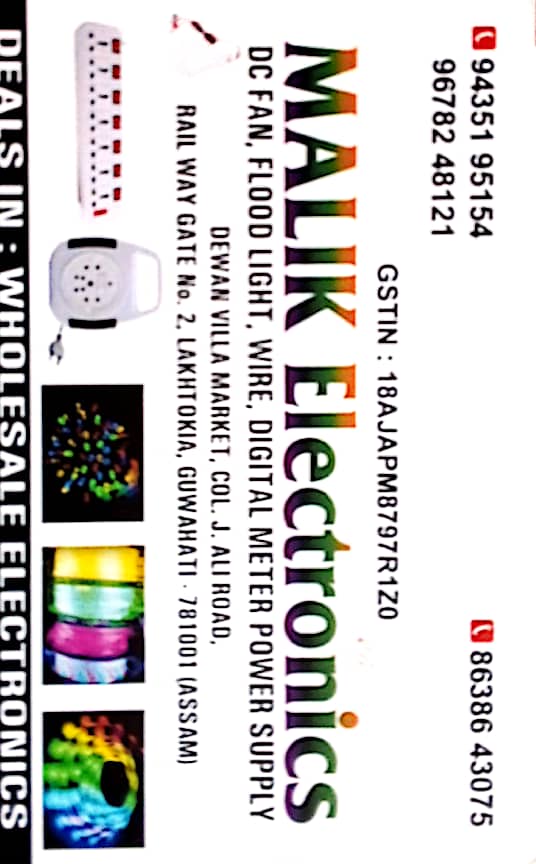 94351 95154
86386 43075
96782 48121
GSTIN : 18AJAPM8797R1Z0
MALIK Electronics
DC FAN, FLOOD LIGHT, WIRE, DIGITAL METER POWER SUPPLY
DEWAN VILLA MARKET, COL. J. ALI ROAD,
RAIL WAY GATE No. 2, LAKHTOKIA, GUWAHATI - 781001 (ASSAM)
DEALS IN : WHOLESALE ELECTRONICS